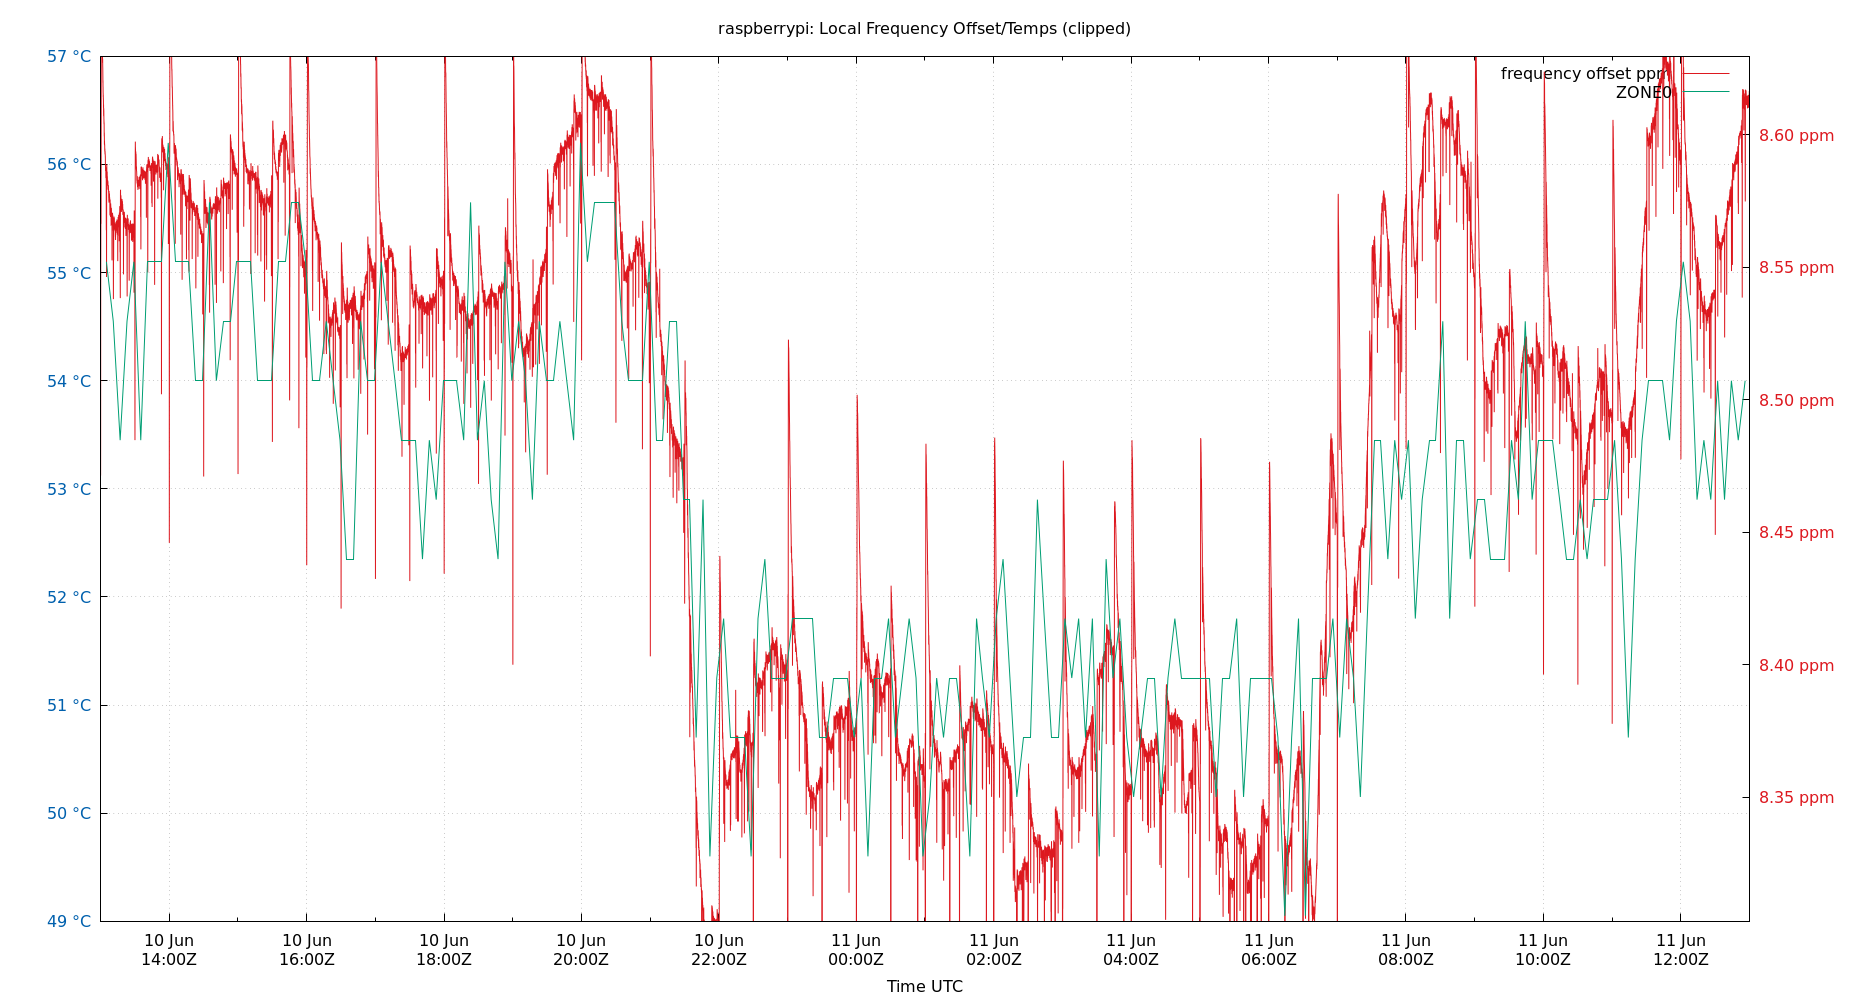 raspberrypi: Local Frequency Offset/Temps (clipped)
57 °C
56 °C
55 °C
54 °C
53 °C
52 °C
51 °C
50 °C
49 °C
frequency offset ppm
ZONE0
8.60 ppm
8.55 ppm
8.50 ppm
8.45 ppm
8.40 ppm
8.35 ppm
10 Jun 10 Jun 10 Jun 10 Jun 10 Jun 11 Jun 11 Jun 11 Jun 11 Jun 11 Jun 11 Jun 11 Jun
14:00Z 16:00Z 18:00Z 20:00Z 22:00Z 00:00Z 02:00Z 04:00Z 06:00Z 08:00Z 10:00Z 12:00Z
Time UTC